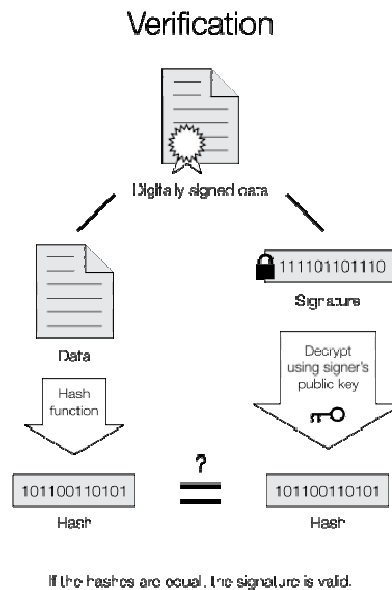 Verification
Digitally signed data
111101101110
Signature
Data
Decrypt
using signer's
public key
Hash
function
?
101100110101
=
101100110101
Hash
Hash
If the hashes are equal, the signature is valid.